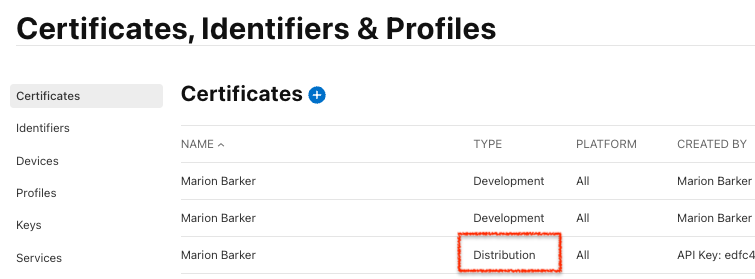 Certificates, Identifiers & Profiles
Certificates
Identifiers
Devices
Profiles
Keys
Services
Certificates
NAME TYPE PLATFORM CREATED BY
Marion Barker Development All Marion Barker
Marion Barker Development All Marion Barker
Marion Barker Distribution All API Key: edfc4